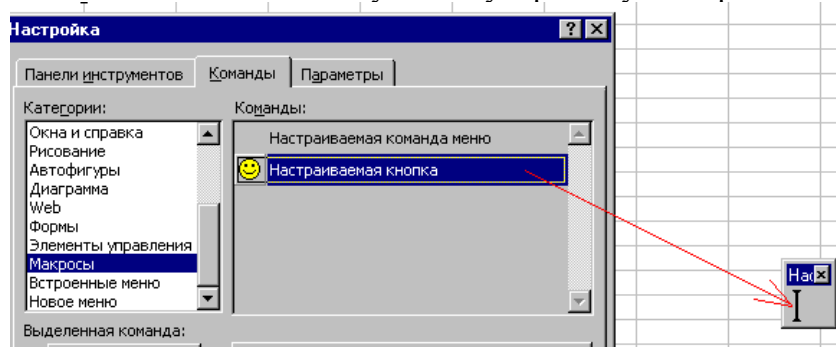 Настройка
Панели инструментов Команды Параметры
Категории: Команды:
Окна и справка
Рисование
Автофигуры
Диаграмма
Web
Формы
Элементы управления
Макросы
Встроенные меню
Новое меню
Настраиваемая команда меню
Настраиваемая кнопка
Выделенная команда:
Нас